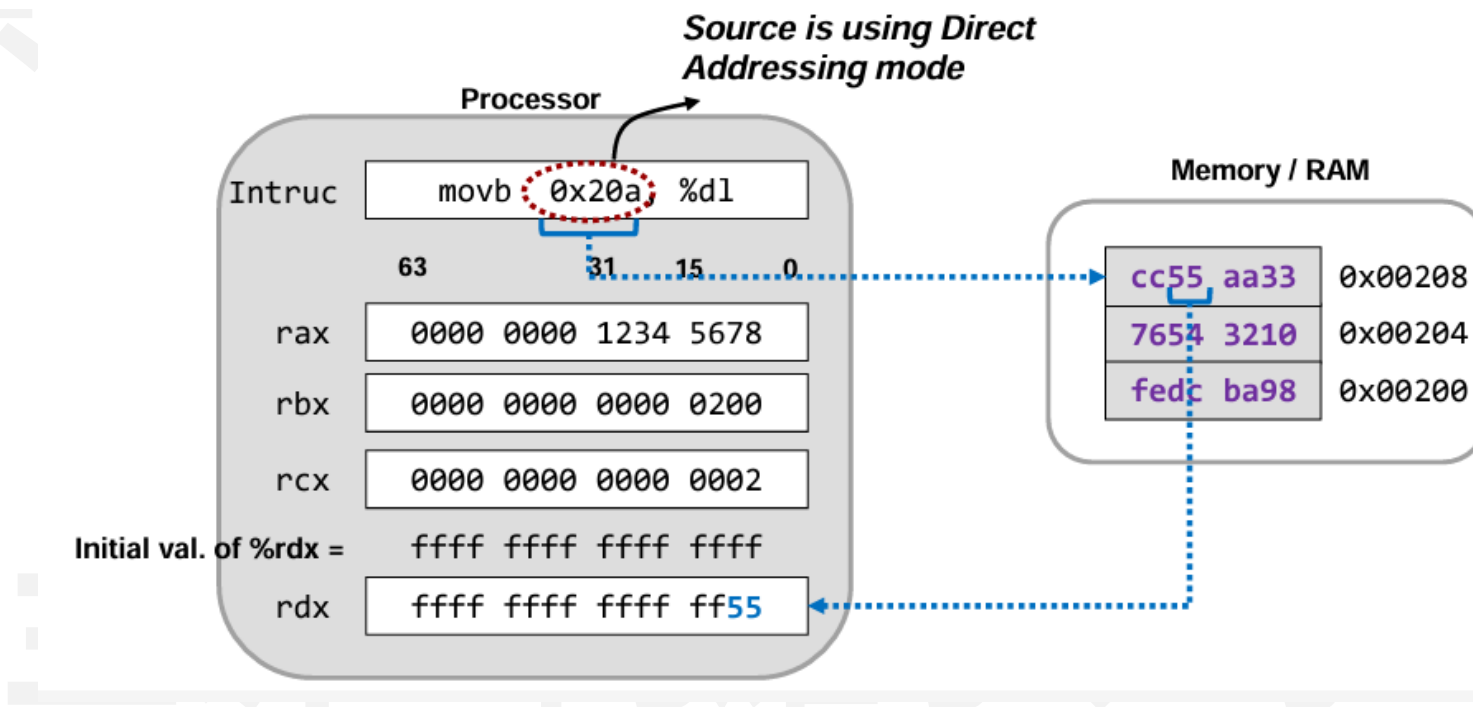 Source is using Direct
Addressing mode
Processor
Intruc movb 0x20a, %dl
63 31 15 0
rax 0000 0000 1234 5678
rbx 0000 0000 0000 0200
rcx 0000 0000 0000 0002
Initial val. of %rdx = ffff ffff ffff ffff
rdx ffff ffff ffff ff55
Memory / RAM
cc55 aa33 0x00208
7654 3210 0x00204
fedc ba98 0x00200